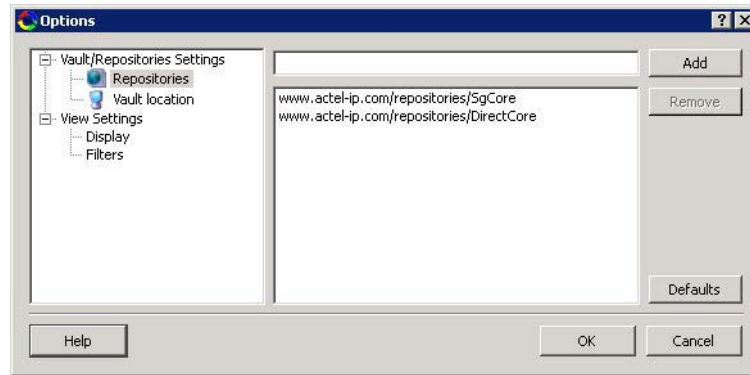 Options
Vault/Repositories Settings
Repositories
Vault location
View Settings
Display
Filters
Add
www.actel-ip.com/repositories/SgCore
www.actel-ip.com/repositories/DirectCore
Remove
Defaults
Help
OK
Cancel